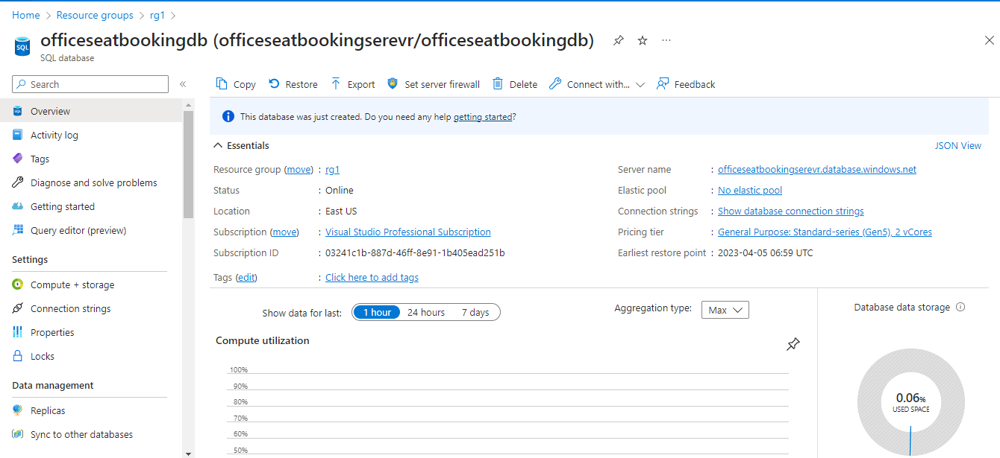 Home > Resource groups > rg1 >
officeseatbookingdb (officeseatbookingserevr/officeseatbookingdb) ...
SQL
SQL database
Search «
Copy Restore Export Set server firewall Delete Connect with... Feedback
Overview
Activity log
Tags
Diagnose and solve problems
Getting started
Query editor (preview)
Settings
Compute + storage
Connection strings
Properties
Locks
Data management
Replicas
Sync to other databases
This database was just created. Do you need any help getting started?
Essentials
JSON View
Resource group (move) : rg1
Status : Online
Location : East US
Subscription (move) : Visual Studio Professional Subscription
Subscription ID : 03241c1b-887d-46ff-8e91-1b405ead251b
Tags (edit) : Click here to add tags
Server name : officeseatbookingserevr.database.windows.net
Elastic pool : No elastic pool
Connection strings : Show database connection strings
Pricing tier : General Purpose: Standard-series (Gen5), 2 vCores
Earliest restore point : 2023-04-05 06:59 UTC
Show data for last: 1 hour 24 hours 7 days
Aggregation type: Max
Compute utilization
100%
90%
80%
70%
60%
50%
Database data storage
0.06%
USED SPACE